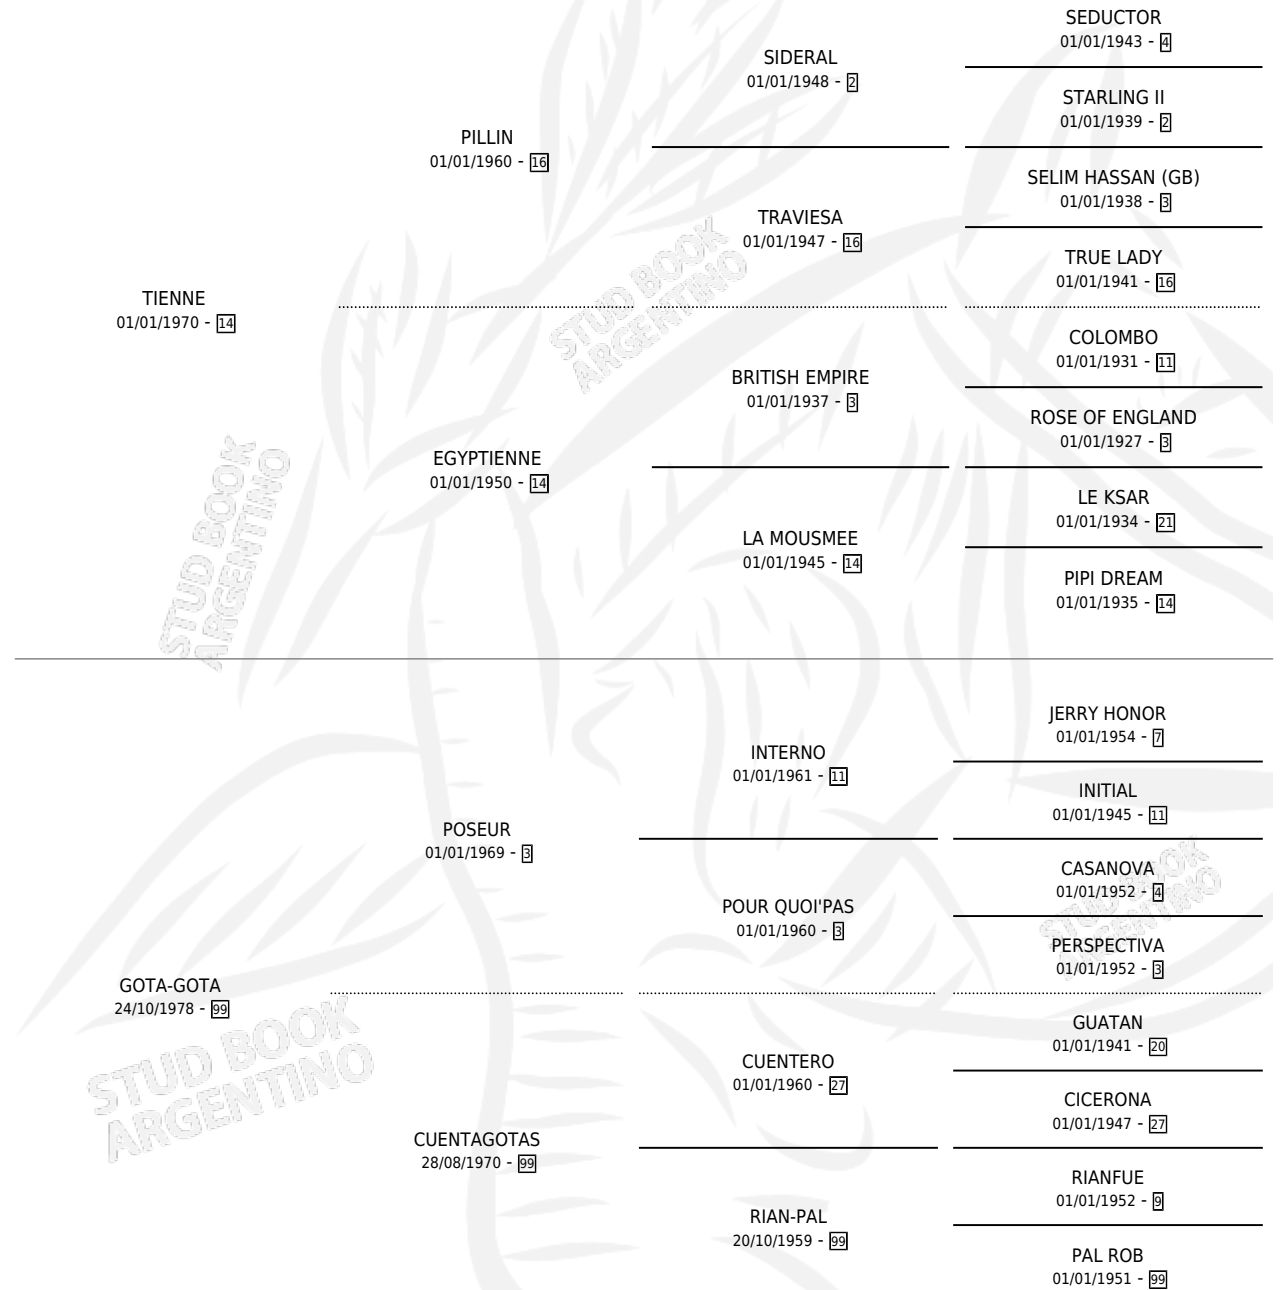 SEDUCTOR
01/01/1943 - 4
SIDERAL
01/01/1948 - 2
STARLING II
01/01/1939 - 2
PILLIN
01/01/1960 - 16
SELIM HASSAN (GB)
01/01/1938 - 3
TRAVIESA
01/01/1947 - 16
TRUE LADY
01/01/1941 - 16
TIENNE
01/01/1970 - 14
COLOMBO
01/01/1931 - 11
BRITISH EMPIRE
01/01/1937 - 3
ROSE OF ENGLAND
01/01/1927 - 3
EGYPTIENNE
01/01/1950 - 14
LE KSAR
01/01/1934 - 21
LA MOUSMEE
01/01/1945 - 14
PIPI DREAM
01/01/1935 - 14
STUD BOOK
ARGENTINO
STUD BOOK
ARGENTINO
JERRY HONOR
01/01/1954 - 7
INTERNO
01/01/1961 - 11
INITIAL
01/01/1945 - 11
POSEUR
01/01/1969 - 3
CASANOVA
01/01/1952 - 4
POUR QUOI'PAS
01/01/1960 - 3
PERSPECTIVA
01/01/1952 - 3
GOTA-GOTA
24/10/1978 - 99
GUATAN
01/01/1941 - 20
CUENTERO
01/01/1960 - 27
CICERONA
01/01/1947 - 27
CUENTAGOTAS
28/08/1970 - 99
RIANFUE
01/01/1952 - 9
RIAN-PAL
20/10/1959 - 99
PAL ROB
01/01/1951 - 99
STUD BOOK
ARGENTINO
STUD BOOK
ARGENTINO